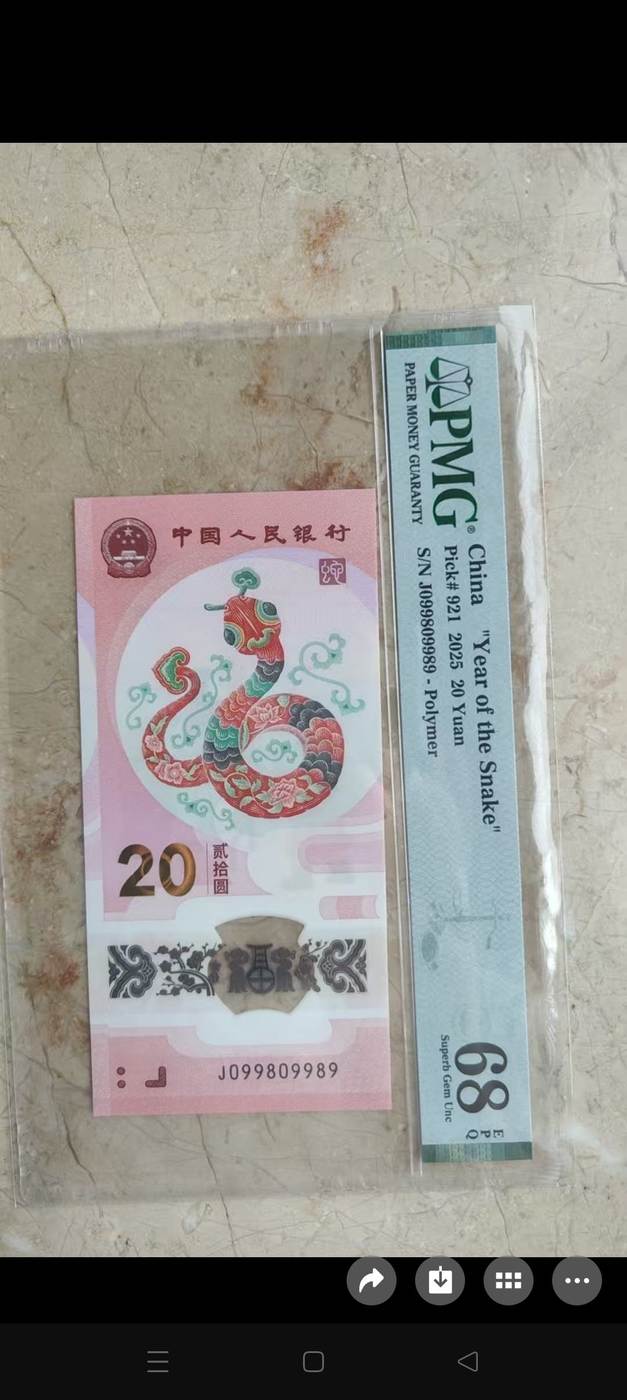 PMG®
PAPER MONEY GUARANTY
China "Year of the Snake"
Pick# 921 2025 20 Yuan
S/N J099809989 - Polymer
68
EPQ
Superb Gem Unc
中国人民银行
20
贰拾圆
J099809989